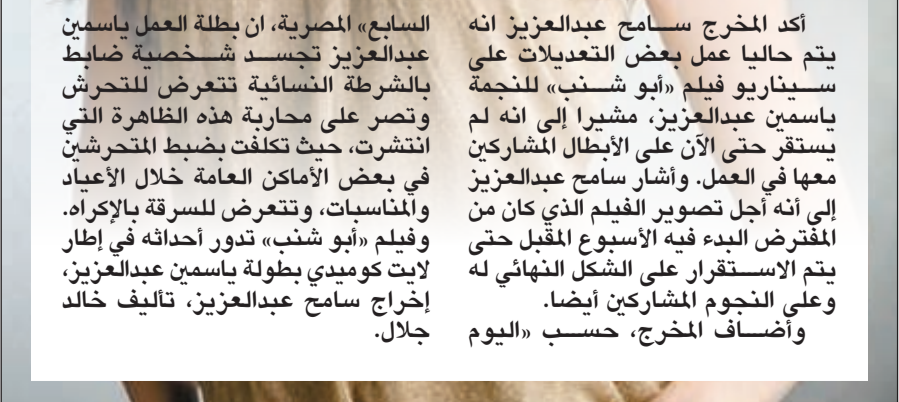 أكد المخرج سامح عبدالعزيز انه
يتم حاليا عمل بعض التعديلات على
سيناريو فيلم «أبو شنب» للنجمة
ياسمين عبدالعزيز، مشيرا إلى انه لم
يستقر حتى الآن على الأبطال المشاركين
معها في العمل. وأشار سامح عبدالعزيز
إلى أنه أجل تصوير الفيلم الذي كان من
المفترض البدء فيه الأسبوع المقبل حتى
يتم الاستقرار على الشكل النهائي له
وعلى النجوم المشاركين أيضا.
وأضاف المخرج، حسب «اليوم
السابع» المصرية، ان بطلة العمل ياسمين
عبدالعزيز تجسد شخصية ضابط
بالشرطة النسائية تتعرض للتحرش
وتصر على محاربة هذه الظاهرة التي
انتشرت، حيث تكلفت بضبط المتحرشين
في بعض الأماكن العامة خلال الأعياد
والمناسبات، وتتعرض للسرقة بالإكراه.
وفيلم «أبو شنب» تدور أحداثه في إطار
لايت كوميدي بطولة ياسمين عبدالعزيز،
إخراج سامح عبدالعزيز، تأليف خالد
جلال.